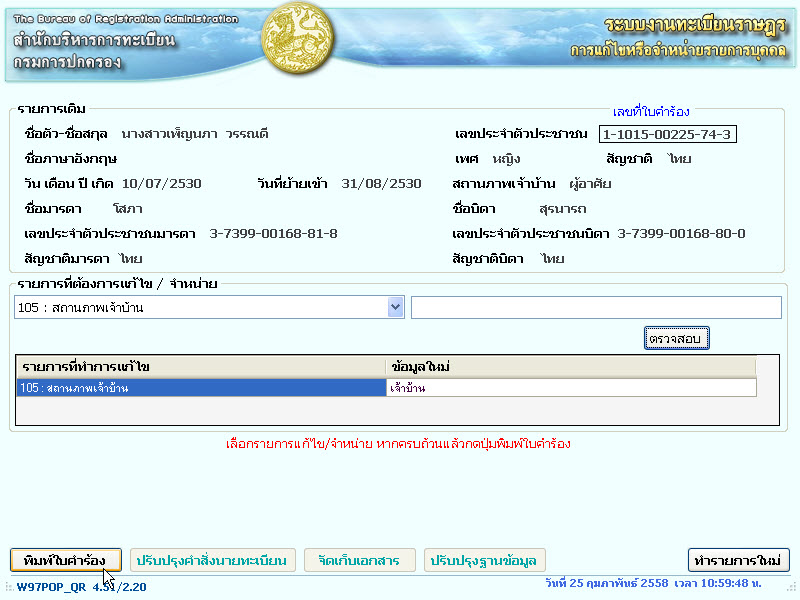 The Bureau of Registration Administration
สำนักบริหารการทะเบียน
กรมการปกครอง
ระบบงานทะเบียนราษฎร
การแก้ไขหรือจำหน่ายรายการบุคคล
รายการเดิม
เลขที่ใบคำร้อง
ชื่อตัว-ชื่อสกุล นางสาวเพ็ญนภา วรรณดี เลขประจำตัวประชาชน 1-1015-00225-74-3
ชื่อภาษาอังกฤษ เพศ หญิง สัญชาติ ไทย
วัน เดือน ปี เกิด 10/07/2530 วันที่ย้ายเข้า 31/08/2530 สถานภาพเจ้าบ้าน ผู้อาศัย
ชื่อมารดา โสภา ชื่อบิดา สุรนารถ
เลขประจำตัวประชาชนมารดา 3-7399-00168-81-8 เลขประจำตัวประชาชนบิดา 3-7399-00168-80-0
สัญชาติมารดา ไทย สัญชาติบิดา ไทย
รายการที่ต้องการแก้ไข / จำหน่าย
105 : สถานภาพเจ้าบ้าน
ตรวจสอบ
รายการที่ทำการแก้ไข ข้อมูลใหม่
105 : สถานภาพเจ้าบ้าน เจ้าบ้าน
เลือกรายการแก้ไข/จำหน่าย หากครบถ้วนแล้วกดปุ่มพิมพ์ใบคำร้อง
พิมพ์ใบคำร้อง ปรับปรุงคำสั่งนายทะเบียน จัดเก็บเอกสาร ปรับปรุงฐานข้อมูล ทำรายการใหม่
W97POP_QR 4.51/2.20 วันที่ 25 กุมภาพันธ์ 2558 เวลา 10:59:48 น.